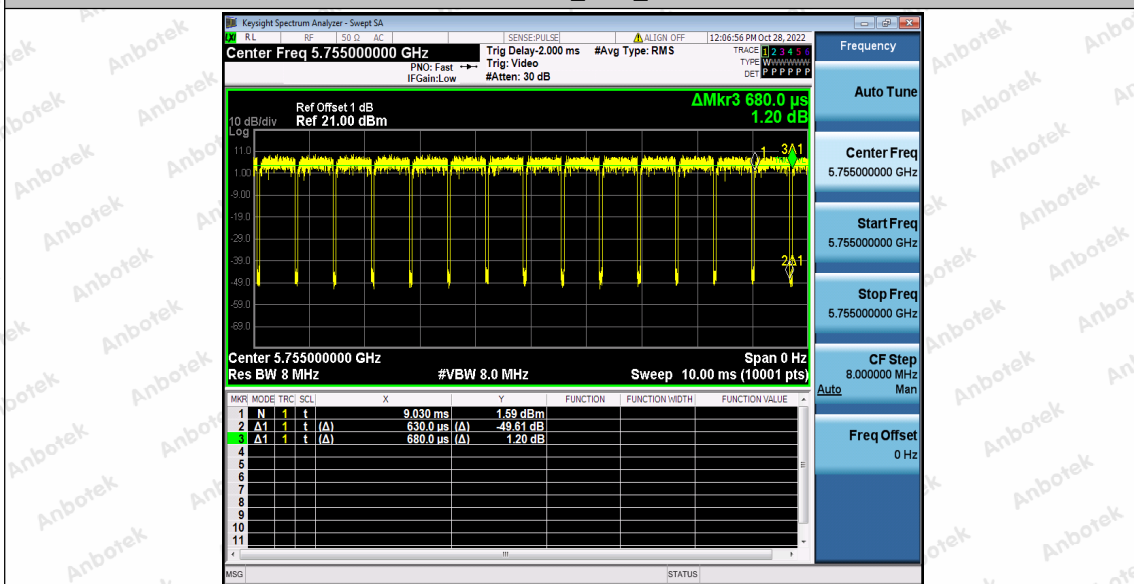 Keysight Spectrum Analyzer - Swept SA
LXI RL RF 50 Ω AC SENSE:PULSE ALIGN OFF 12:06:56 PM Oct 28, 2022
Center Freq 5.755000000 GHz
PNO: Fast
IFGain:Low
Trig Delay-2.000 ms
Trig: Video
#Atten: 30 dB
#Avg Type: RMS
TRACE 1 2 3 4 5 6
TYPE W
DET P P P P P P
Frequency
Auto Tune
Center Freq
5.755000000 GHz
Start Freq
5.755000000 GHz
Stop Freq
5.755000000 GHz
CF Step
8.000000 MHz
Auto Man
Freq Offset
0 Hz
ΔMkr3 680.0 µs
1.20 dB
Ref Offset 1 dB
10 dB/div Ref 21.00 dBm
Log
11.0
1.00
-9.00
-19.0
-29.0
-39.0
-49.0
-59.0
-69.0
1
3Δ1
2Δ1
Center 5.755000000 GHz Span 0 Hz
Res BW 8 MHz #VBW 8.0 MHz Sweep 10.00 ms (10001 pts)
MKR MODE TRC SCL X Y FUNCTION FUNCTION WIDTH FUNCTION VALUE
1 N 1 t 9.030 ms 1.59 dBm
2 Δ1 1 t (Δ) 630.0 µs (Δ) -49.61 dB
3 Δ1 1 t (Δ) 680.0 µs (Δ) 1.20 dB
4
5
6
7
8
9
10
11
MSG STATUS
Anbotek